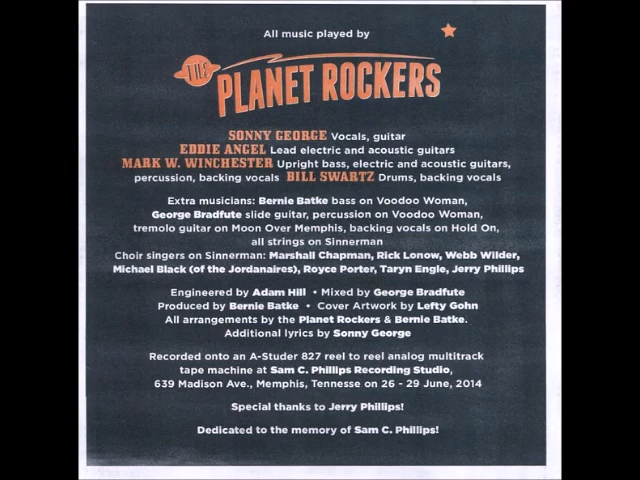 All music played by
THE
PLANET ROCKERS
SONNY GEORGE Vocals, guitar
EDDIE ANGEL Lead electric and acoustic guitars
MARK W. WINCHESTER Upright bass, electric and acoustic guitars,
percussion, backing vocals BILL SWARTZ Drums, backing vocals
Extra musicians: Bernie Batke bass on Voodoo Woman,
George Bradfute slide guitar, percussion on Voodoo Woman,
tremolo guitar on Moon Over Memphis, backing vocals on Hold On,
all strings on Sinnerman
Choir singers on Sinnerman: Marshall Chapman, Rick Lonow, Webb Wilder,
Michael Black (of the Jordanaires), Royce Porter, Taryn Engle, Jerry Phillips
Engineered by Adam Hill • Mixed by George Bradfute
Produced by Bernie Batke • Cover Artwork by Lefty Gohn
All arrangements by the Planet Rockers & Bernie Batke.
Additional lyrics by Sonny George
Recorded onto an A-Studer 827 reel to reel analog multitrack
tape machine at Sam C. Phillips Recording Studio,
639 Madison Ave., Memphis, Tennesse on 26 - 29 June, 2014
Special thanks to Jerry Phillips!
Dedicated to the memory of Sam C. Phillips!